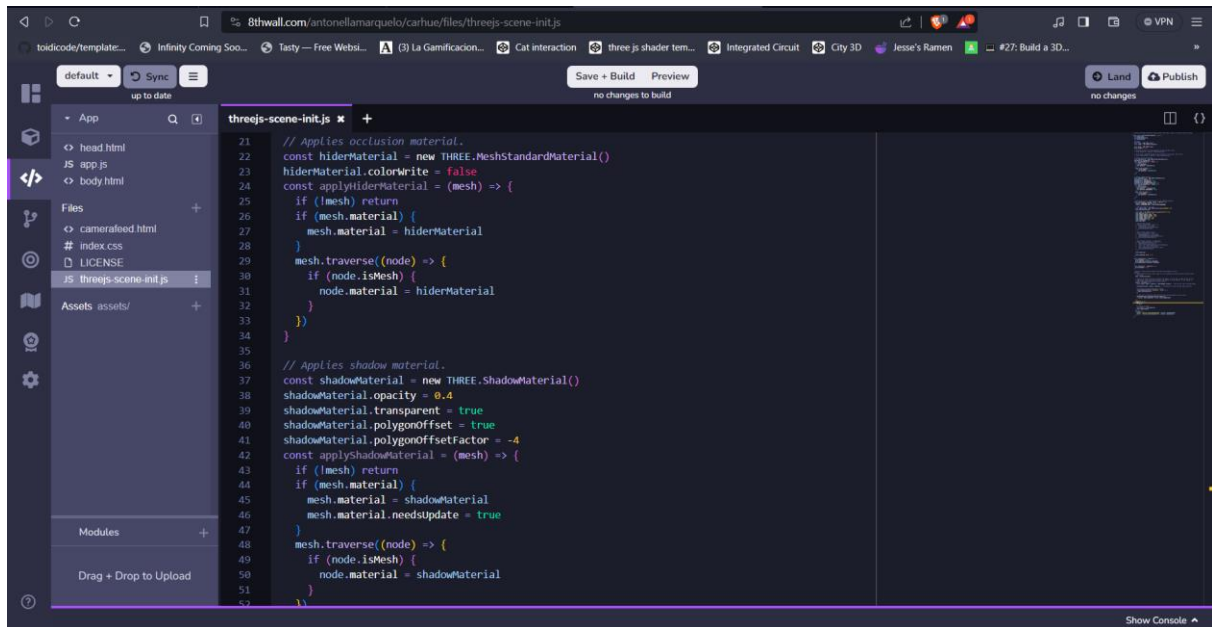 8thwall.com/antonellamarquelo/carhue/files/threejs-scene-init.js
VPN
toidicode/template:...
Infinity Coming Soo...
Tasty — Free Websi...
(3) La Gamificacion...
Cat interaction
three js shader tem...
Integrated Circuit
City 3D
Jesse's Ramen
#27: Build a 3D...
»
default
Sync
up to date
Save + Build Preview
no changes to build
Land
no changes
Publish
App
<> head.html
JS app.js
<> body.html
Files +
<> camerafeed.html
# index.css
LICENSE
JS threejs-scene-init.js
Assets assets/ +
Modules +
Drag + Drop to Upload
threejs-scene-init.js × +
{}
21 // Applies occlusion material.
22 const hiderMaterial = new THREE.MeshStandardMaterial()
23 hiderMaterial.colorWrite = false
24 const applyHiderMaterial = (mesh) => {
25 if (!mesh) return
26 if (mesh.material) {
27 mesh.material = hiderMaterial
28 }
29 mesh.traverse((node) => {
30 if (node.isMesh) {
31 node.material = hiderMaterial
32 }
33 })
34 }
35
36 // Applies shadow material.
37 const shadowMaterial = new THREE.ShadowMaterial()
38 shadowMaterial.opacity = 0.4
39 shadowMaterial.transparent = true
40 shadowMaterial.polygonOffset = true
41 shadowMaterial.polygonOffsetFactor = -4
42 const applyShadowMaterial = (mesh) => {
43 if (!mesh) return
44 if (mesh.material) {
45 mesh.material = shadowMaterial
46 mesh.material.needsUpdate = true
47 }
48 mesh.traverse((node) => {
49 if (node.isMesh) {
50 node.material = shadowMaterial
51 }
52 })
Show Console